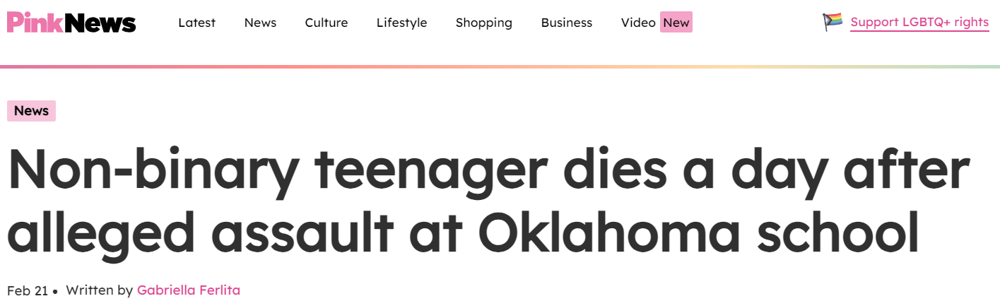 PinkNews Latest News Culture Lifestyle Shopping Business Video New Support LGBTQ+ rights
News
Non-binary teenager dies a day after
alleged assault at Oklahoma school
Feb 21 • Written by Gabriella Ferlita